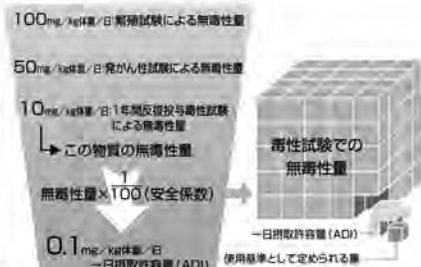 100mg/kg体重/日:繁殖試験による無毒性量
50mg/kg体重/日:発がん性試験による無毒性量
10mg/kg体重/日:1年間反復投与毒性試験
による無毒性量
この物質の無毒性量
無毒性量×1/100(安全係数)
0.1mg/kg体重/日
一日摂取許容量(ADI)
毒性試験での
無毒性量
一日摂取許容量(ADI)
使用基準として定められる量